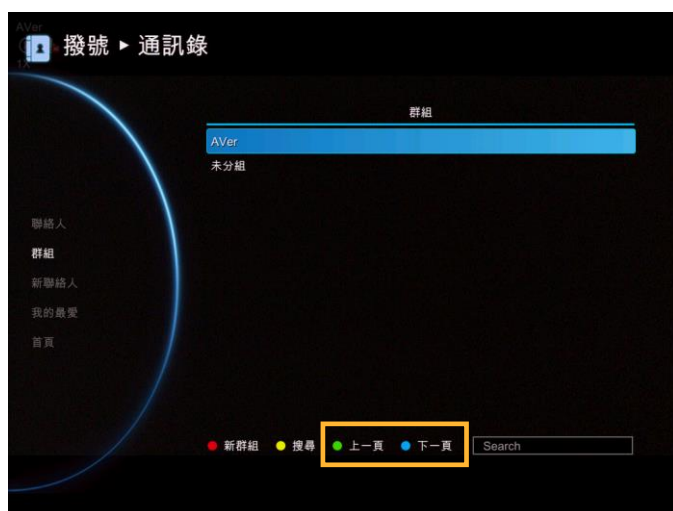 AVer
撥號 ▸ 通訊錄
1X
群組
AVer
未分組
聯絡人
群組
新聯絡人
我的最愛
首頁
新群組 搜尋 上一頁 下一頁 Search